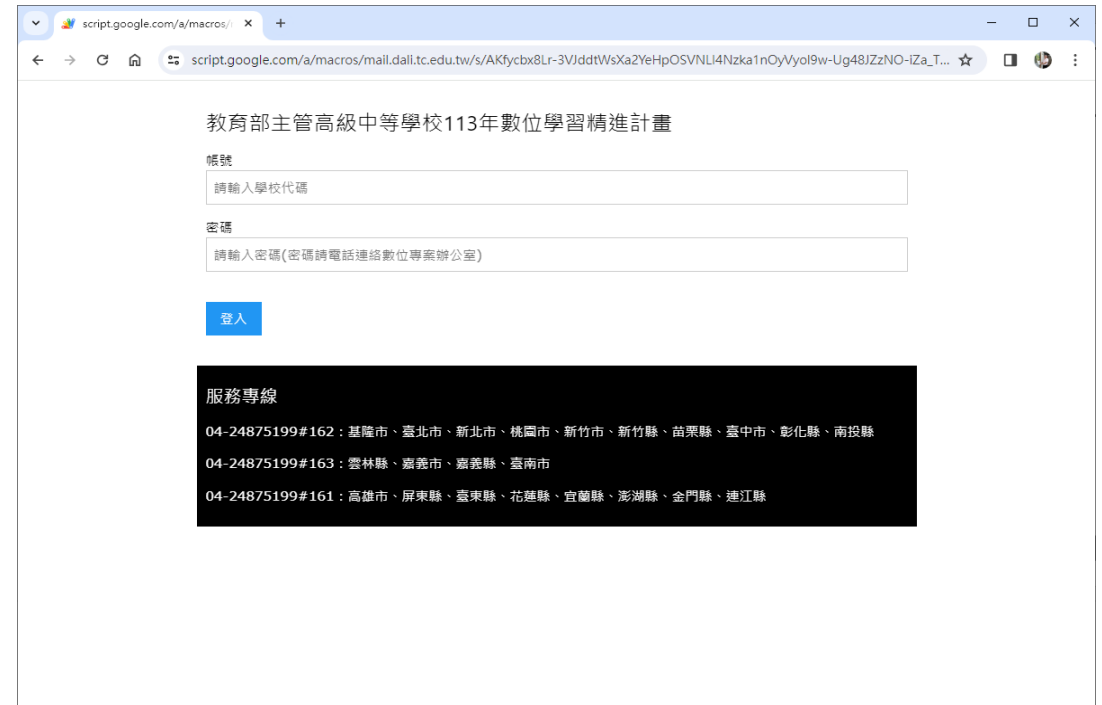 script.google.com/a/macros/
script.google.com/a/macros/mail.dali.tc.edu.tw/s/AKfycbx8Lr-3VJddtWsXa2YeHpOSVNLl4Nzka1nOyVyol9w-Ug48JZzNO-lZa_T...
教育部主管高級中等學校113年數位學習精進計畫
帳號
請輸入學校代碼
密碼
請輸入密碼(密碼請電話連絡數位專案辦公室)
登入
服務專線
04-24875199#162：基隆市、臺北市、新北市、桃園市、新竹市、新竹縣、苗栗縣、臺中市、彰化縣、南投縣
04-24875199#163：雲林縣、嘉義市、嘉義縣、臺南市
04-24875199#161：高雄市、屏東縣、臺東縣、花蓮縣、宜蘭縣、澎湖縣、金門縣、連江縣